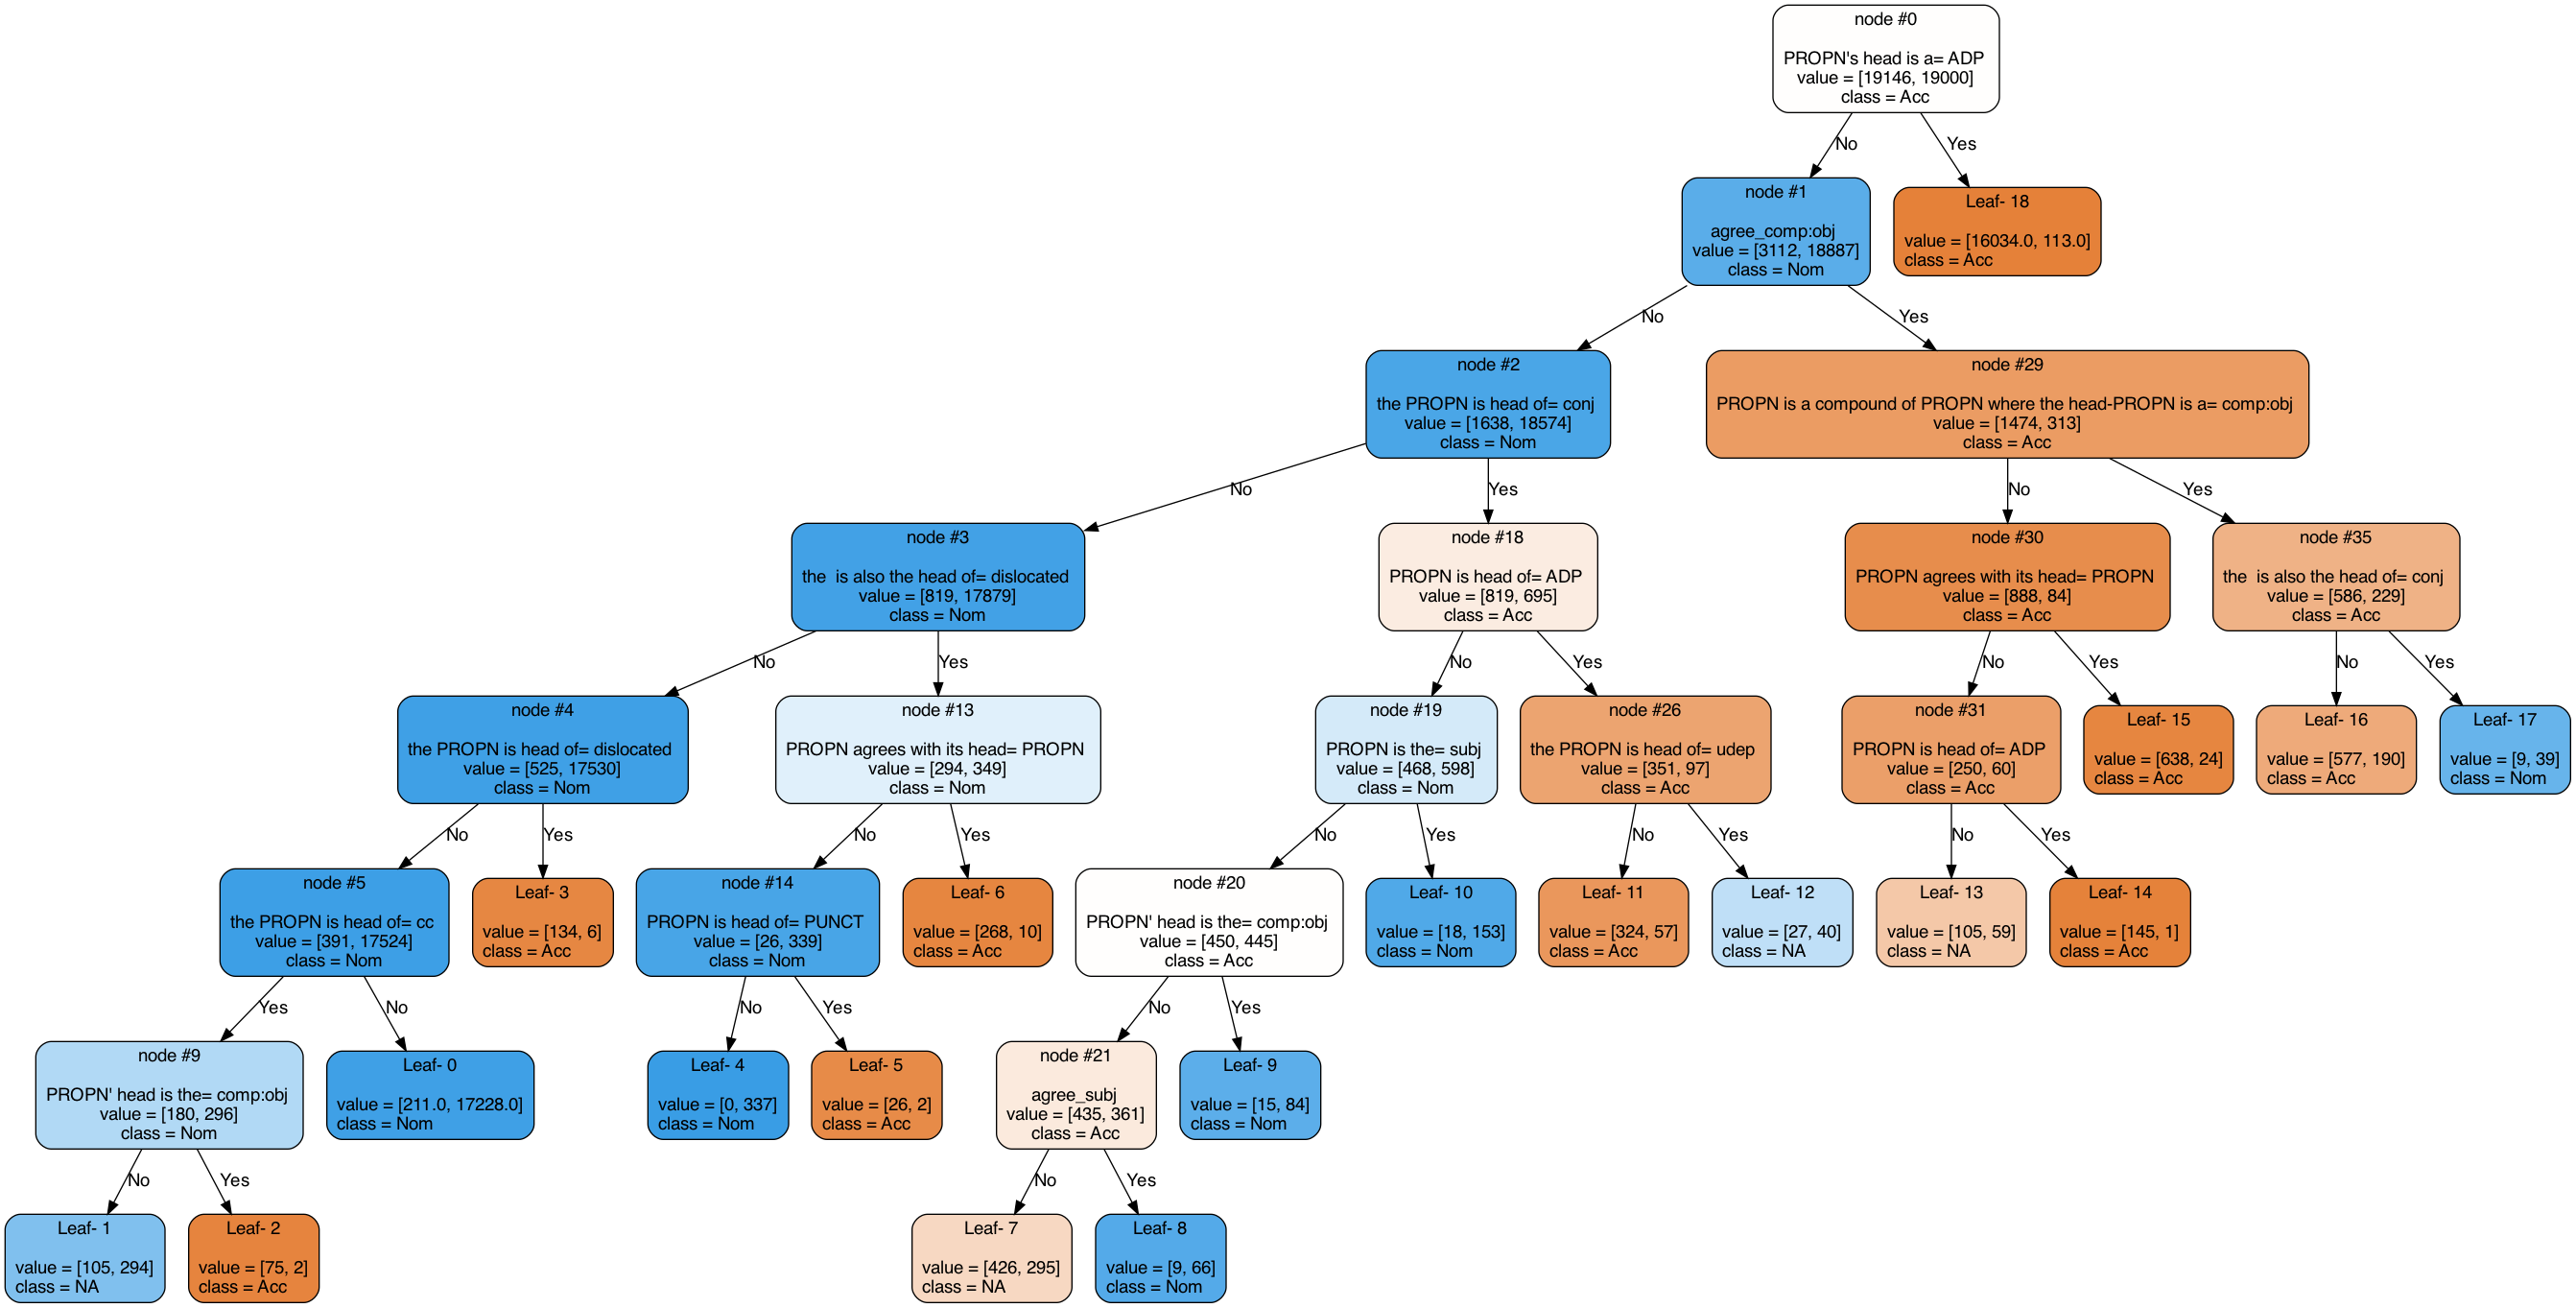 node #0
PROPN's head is a= ADP
value = [19146, 19000]
class = Acc
No
Yes
node #1
agree_comp:obj
value = [3112, 18887]
class = Nom
Leaf- 18
value = [16034.0, 113.0]
class = Acc
No
Yes
node #2
the PROPN is head of= conj
value = [1638, 18574]
class = Nom
node #29
PROPN is a compound of PROPN where the head-PROPN is a= comp:obj
value = [1474, 313]
class = Acc
No
Yes
No
Yes
node #3
the  is also the head of= dislocated
value = [819, 17879]
class = Nom
node #18
PROPN is head of= ADP
value = [819, 695]
class = Acc
node #30
PROPN agrees with its head= PROPN
value = [888, 84]
class = Acc
node #35
the  is also the head of= conj
value = [586, 229]
class = Acc
No
Yes
No
Yes
No
Yes
No
Yes
node #4
the PROPN is head of= dislocated
value = [525, 17530]
class = Nom
node #13
PROPN agrees with its head= PROPN
value = [294, 349]
class = Nom
node #19
PROPN is the= subj
value = [468, 598]
class = Nom
node #26
the PROPN is head of= udep
value = [351, 97]
class = Acc
node #31
PROPN is head of= ADP
value = [250, 60]
class = Acc
Leaf- 15
value = [638, 24]
class = Acc
Leaf- 16
value = [577, 190]
class = Acc
Leaf- 17
value = [9, 39]
class = Nom
No
Yes
No
Yes
No
Yes
No
Yes
No
Yes
node #5
the PROPN is head of= cc
value = [391, 17524]
class = Nom
Leaf- 3
value = [134, 6]
class = Acc
node #14
PROPN is head of= PUNCT
value = [26, 339]
class = Nom
Leaf- 6
value = [268, 10]
class = Acc
node #20
PROPN' head is the= comp:obj
value = [450, 445]
class = Acc
Leaf- 10
value = [18, 153]
class = Nom
Leaf- 11
value = [324, 57]
class = Acc
Leaf- 12
value = [27, 40]
class = NA
Leaf- 13
value = [105, 59]
class = NA
Leaf- 14
value = [145, 1]
class = Acc
Yes
No
No
Yes
No
Yes
node #9
PROPN' head is the= comp:obj
value = [180, 296]
class = Nom
Leaf- 0
value = [211.0, 17228.0]
class = Nom
Leaf- 4
value = [0, 337]
class = Nom
Leaf- 5
value = [26, 2]
class = Acc
node #21
agree_subj
value = [435, 361]
class = Acc
Leaf- 9
value = [15, 84]
class = Nom
No
Yes
No
Yes
Leaf- 1
value = [105, 294]
class = NA
Leaf- 2
value = [75, 2]
class = Acc
Leaf- 7
value = [426, 295]
class = NA
Leaf- 8
value = [9, 66]
class = Nom